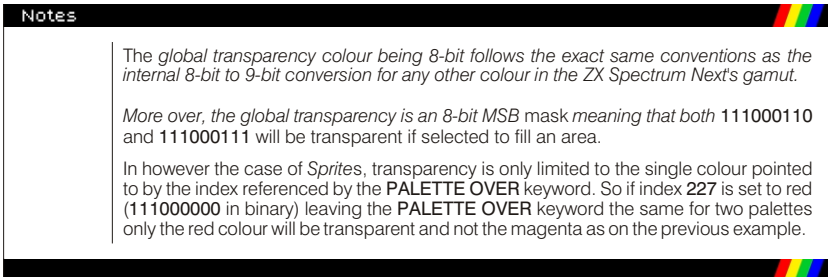 Notes
The global transparency colour being 8-bit follows the exact same conventions as the
internal 8-bit to 9-bit conversion for any other colour in the ZX Spectrum Next's gamut.
More over, the global transparency is an 8-bit MSB mask meaning that both 111000110
and 111000111 will be transparent if selected to fill an area.
In however the case of Sprites, transparency is only limited to the single colour pointed
to by the index referenced by the PALETTE OVER keyword. So if index 227 is set to red
(111000000 in binary) leaving the PALETTE OVER keyword the same for two palettes
only the red colour will be transparent and not the magenta as on the previous example.